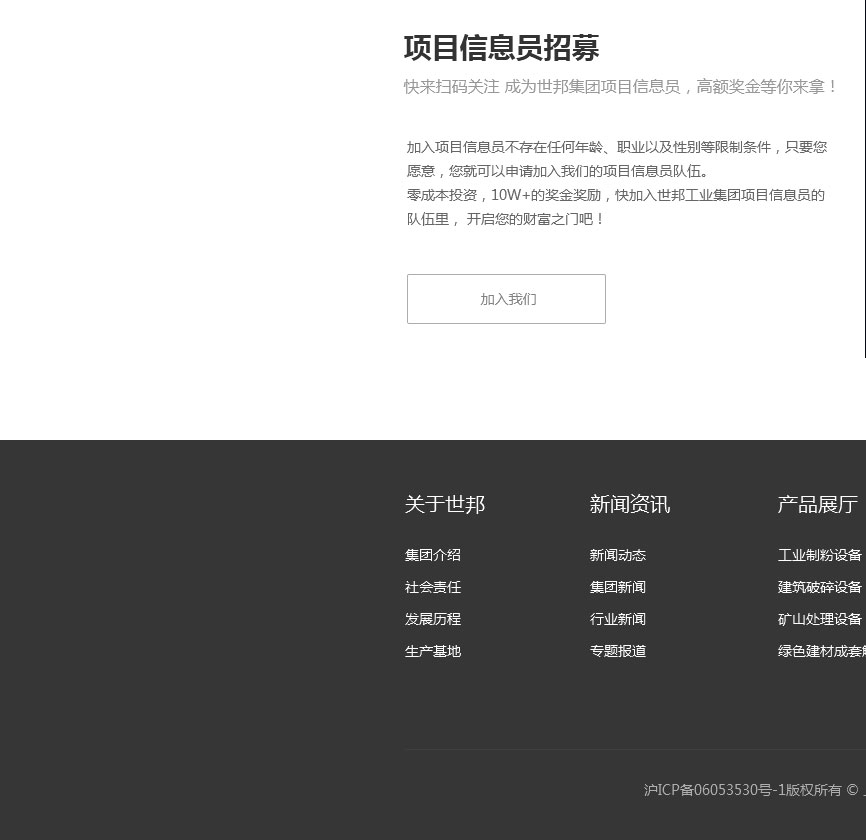 项目信息员招募
快来扫码关注 成为世邦集团项目信息员，高额奖金等你来拿！
加入项目信息员不存在任何年龄、职业以及性别等限制条件，只要您
愿意，您就可以申请加入我们的项目信息员队伍。
零成本投资，10W+的奖金奖励，快加入世邦工业集团项目信息员的
队伍里， 开启您的财富之门吧！
加入我们
关于世邦
集团介绍
社会责任
发展历程
生产基地
新闻资讯
新闻动态
集团新闻
行业新闻
专题报道
产品展厅
工业制粉设备
建筑破碎设备
矿山处理设备
绿色建材成套
沪ICP备06053530号-1版权所有 ©